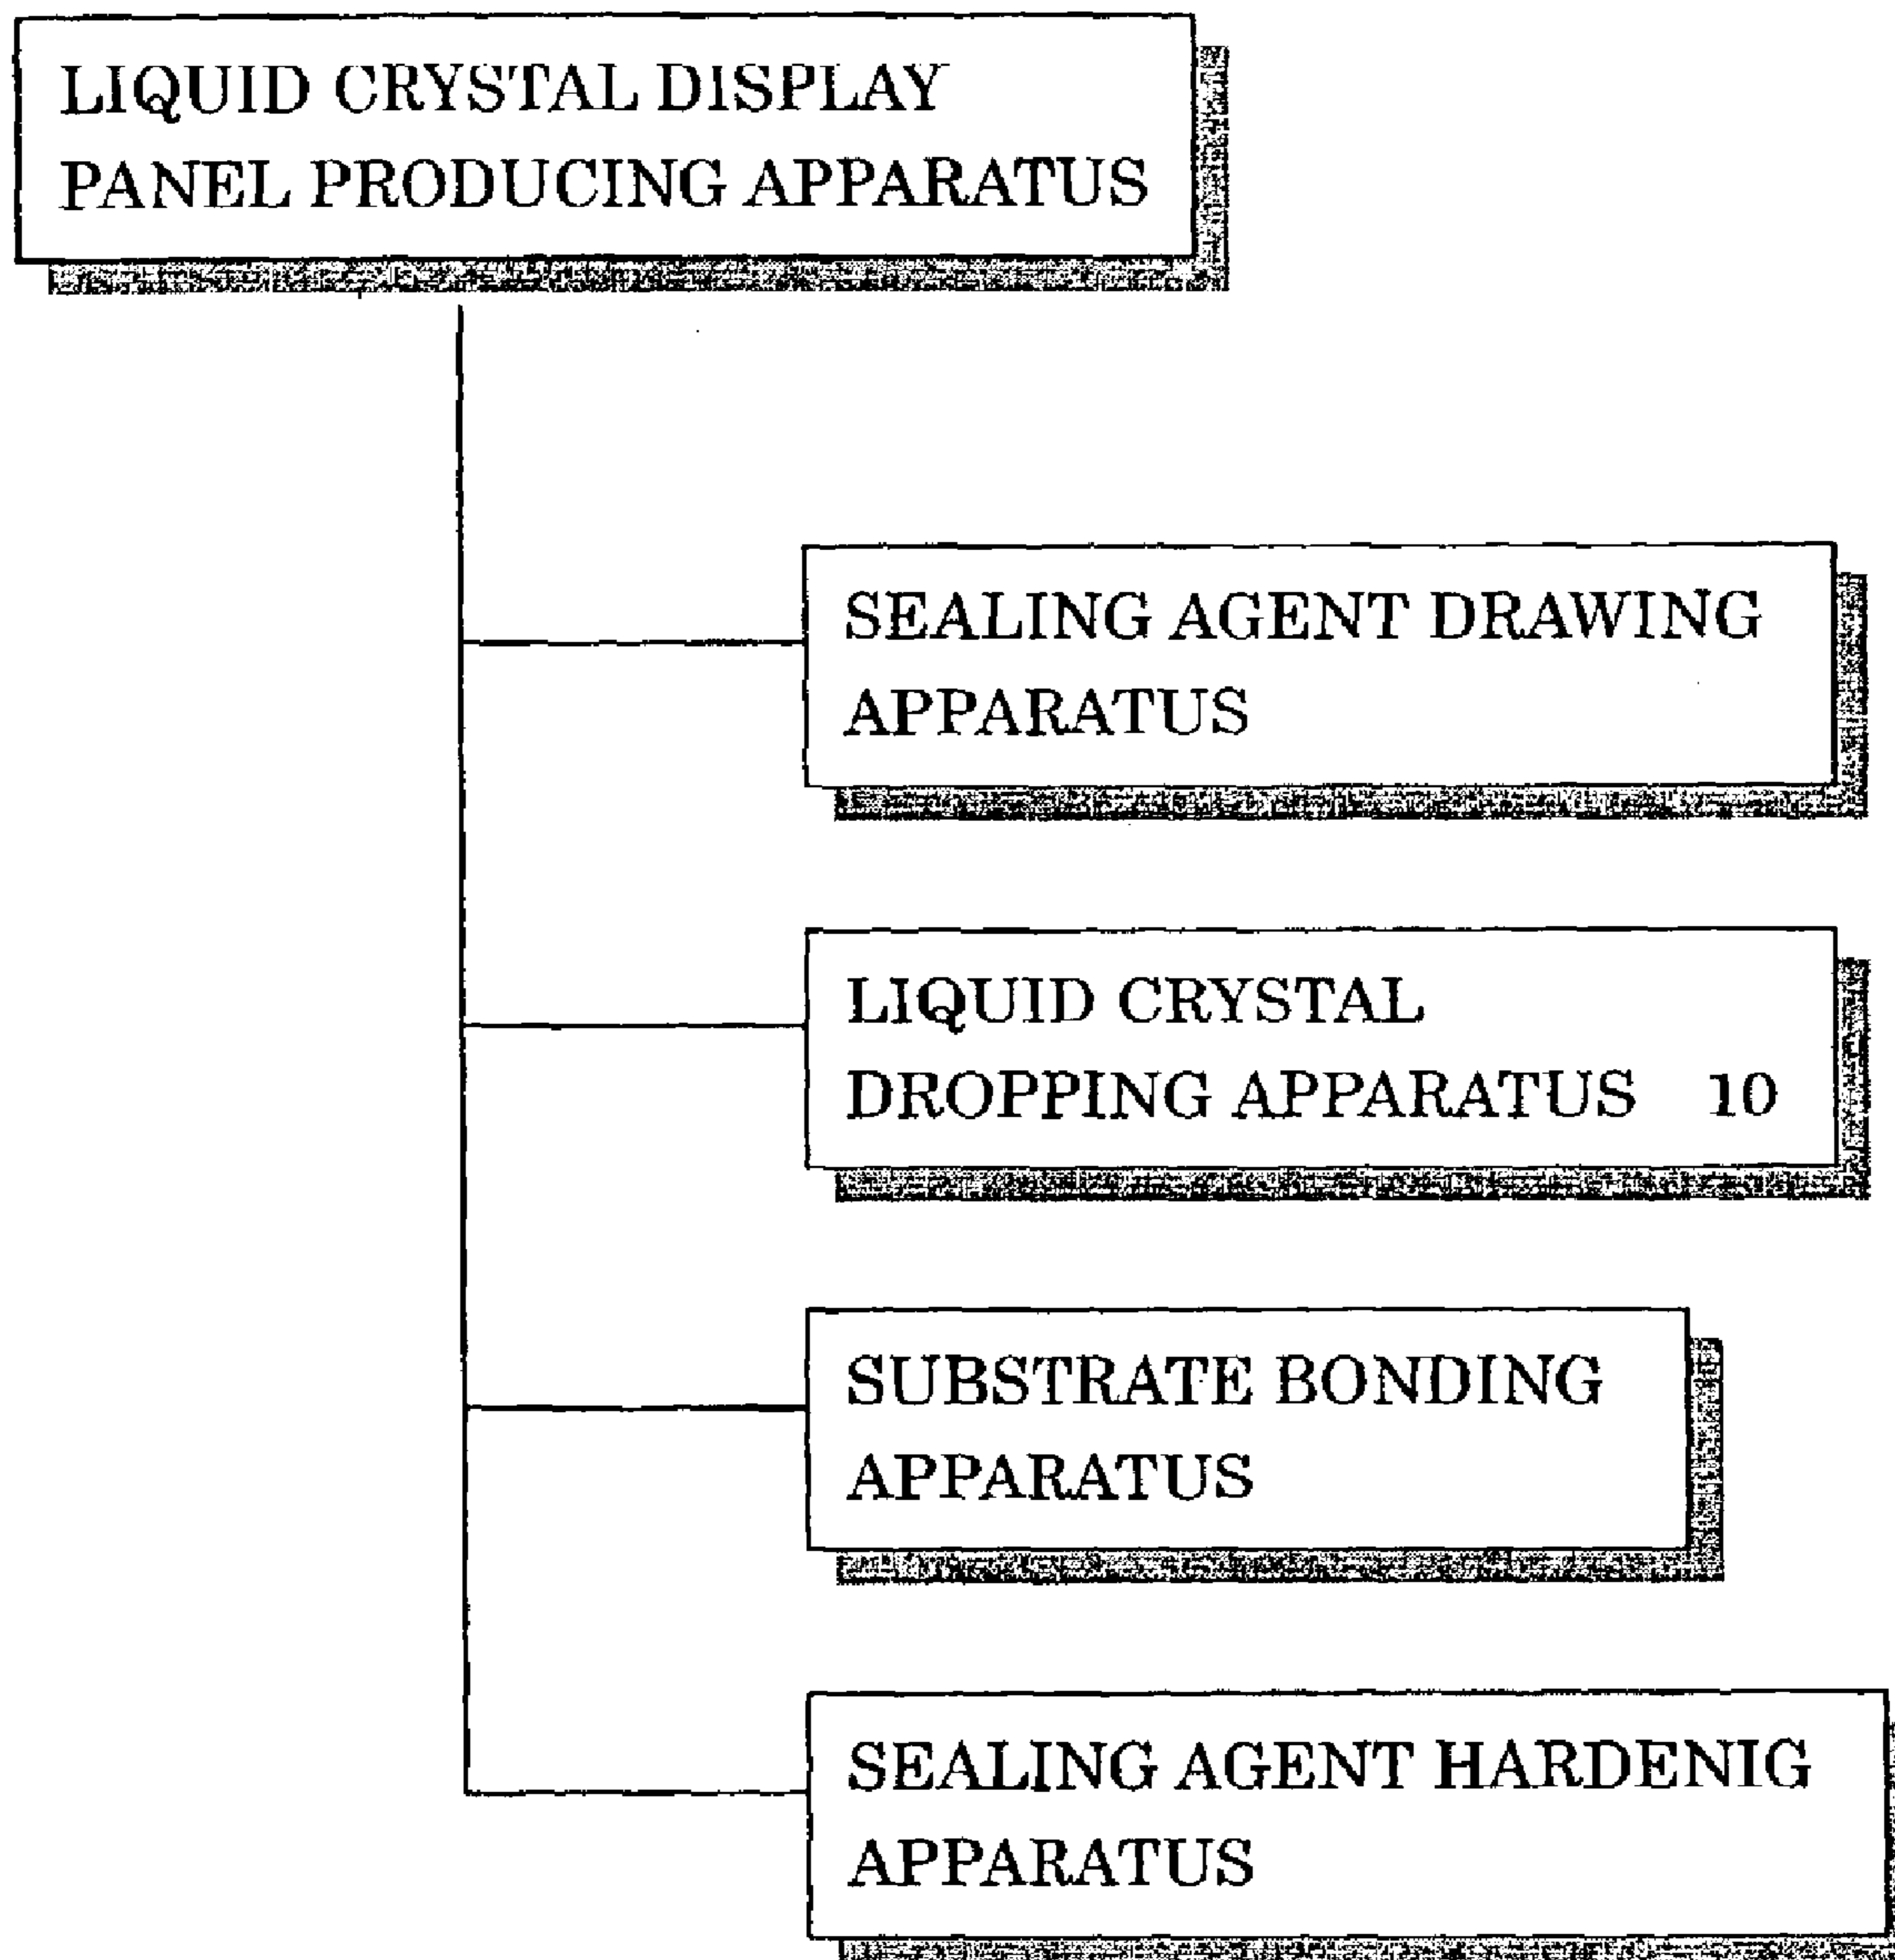 LIQUID CRYSTAL DISPLAY
PANEL PRODUCING APPARATUS
SEALING AGENT DRAWING
APPARATUS
LIQUID CRYSTAL
DROPPING APPARATUS 10
SUBSTRATE BONDING
APPARATUS
SEALING AGENT HARDENIG
APPARATUS